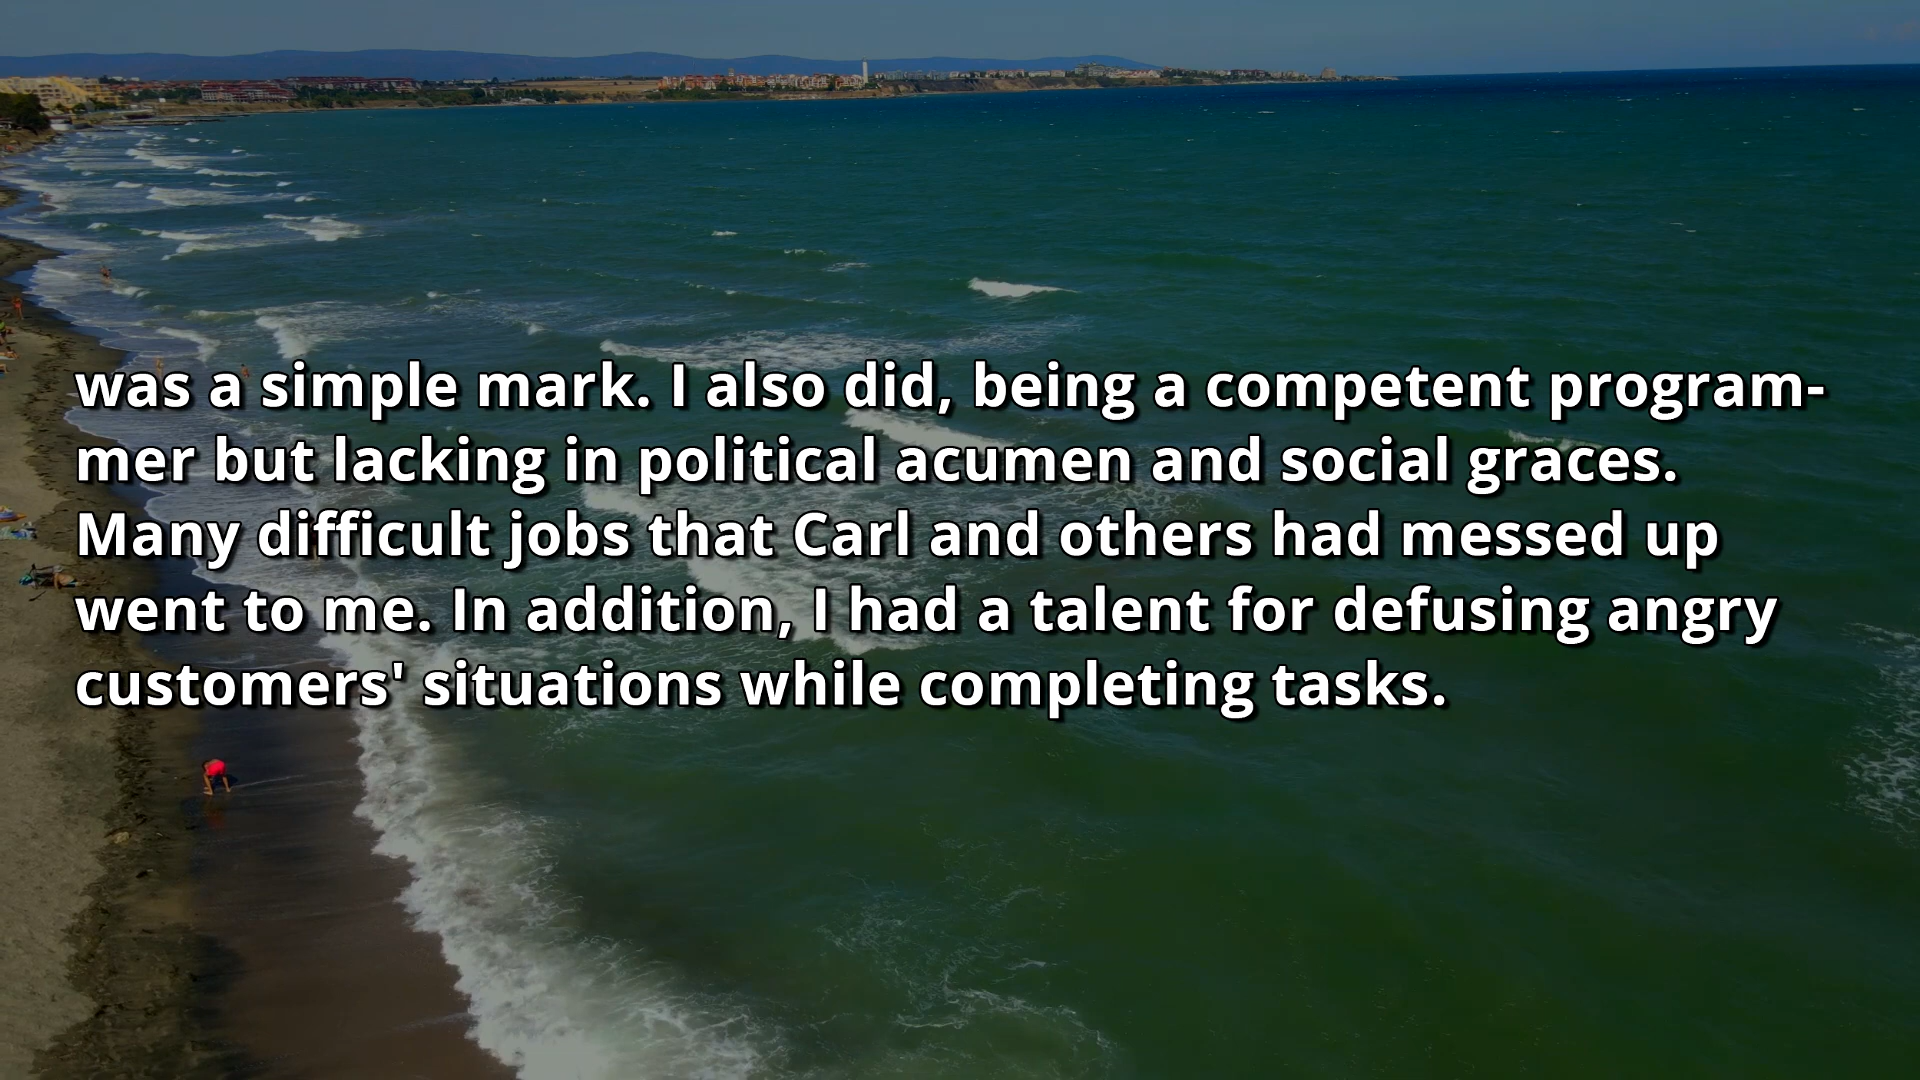 was a simple mark. I also did, being a competent program-
mer but lacking in political acumen and social graces.
Many difficult jobs that Carl and others had messed up
went to me. In addition, I had a talent for defusing angry
customers' situations while completing tasks.